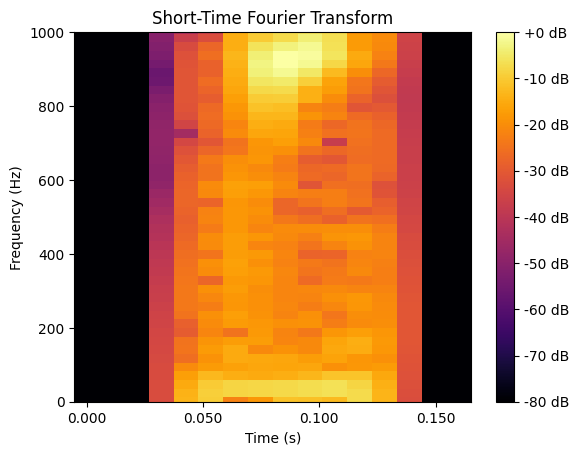 Short-Time Fourier Transform
1000
800
600
400
200
0
Frequency (Hz)
0.000
0.050
0.100
0.150
Time (s)
+0 dB
-10 dB
-20 dB
-30 dB
-40 dB
-50 dB
-60 dB
-70 dB
-80 dB